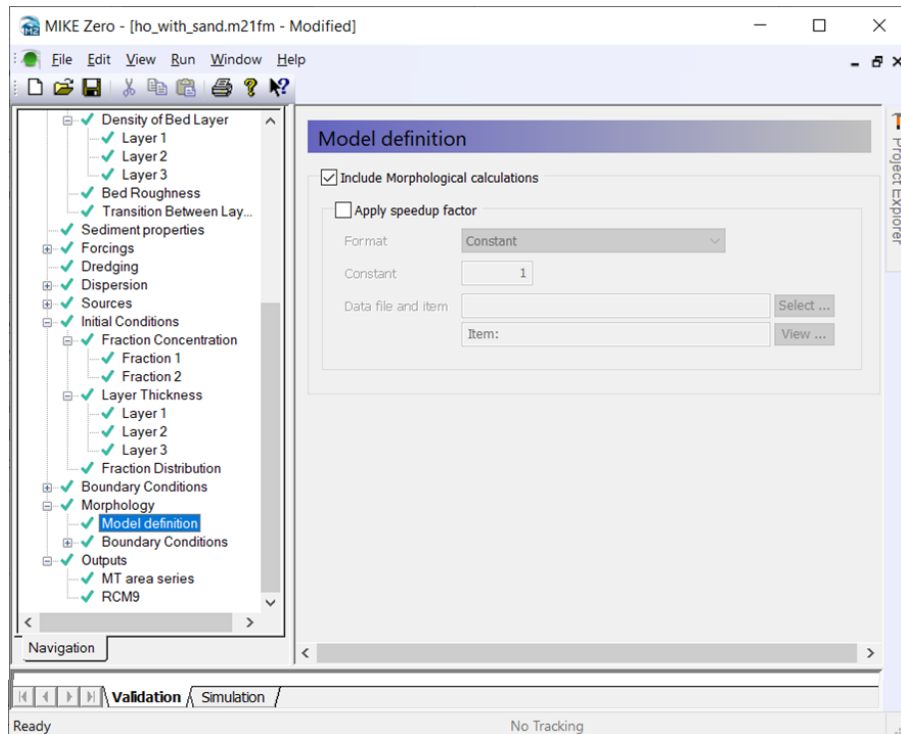 MIKE Zero - [ho_with_sand.m21fm - Modified]
File Edit View Run Window Help
Density of Bed Layer
Layer 1
Layer 2
Layer 3
Bed Roughness
Transition Between Lay...
Sediment properties
Forcings
Dredging
Dispersion
Sources
Initial Conditions
Fraction Concentration
Fraction 1
Fraction 2
Layer Thickness
Layer 1
Layer 2
Layer 3
Fraction Distribution
Boundary Conditions
Morphology
Model definition
Boundary Conditions
Outputs
MT area series
RCM9
Navigation
Model definition
Include Morphological calculations
Apply speedup factor
Format Constant
Constant 1
Data file and item Select ...
Item: View ...
Project Explorer
Validation Simulation
Ready No Tracking